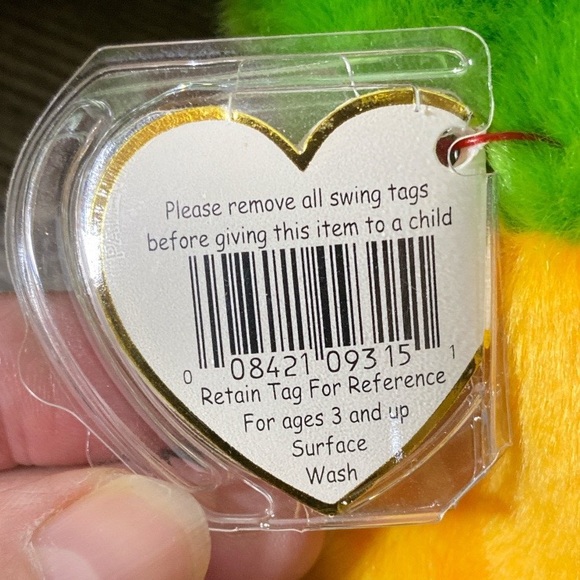 Please remove all swing tags
before giving this item to a child
0 08421 09315 1
Retain Tag For Reference
For ages 3 and up
Surface
Wash